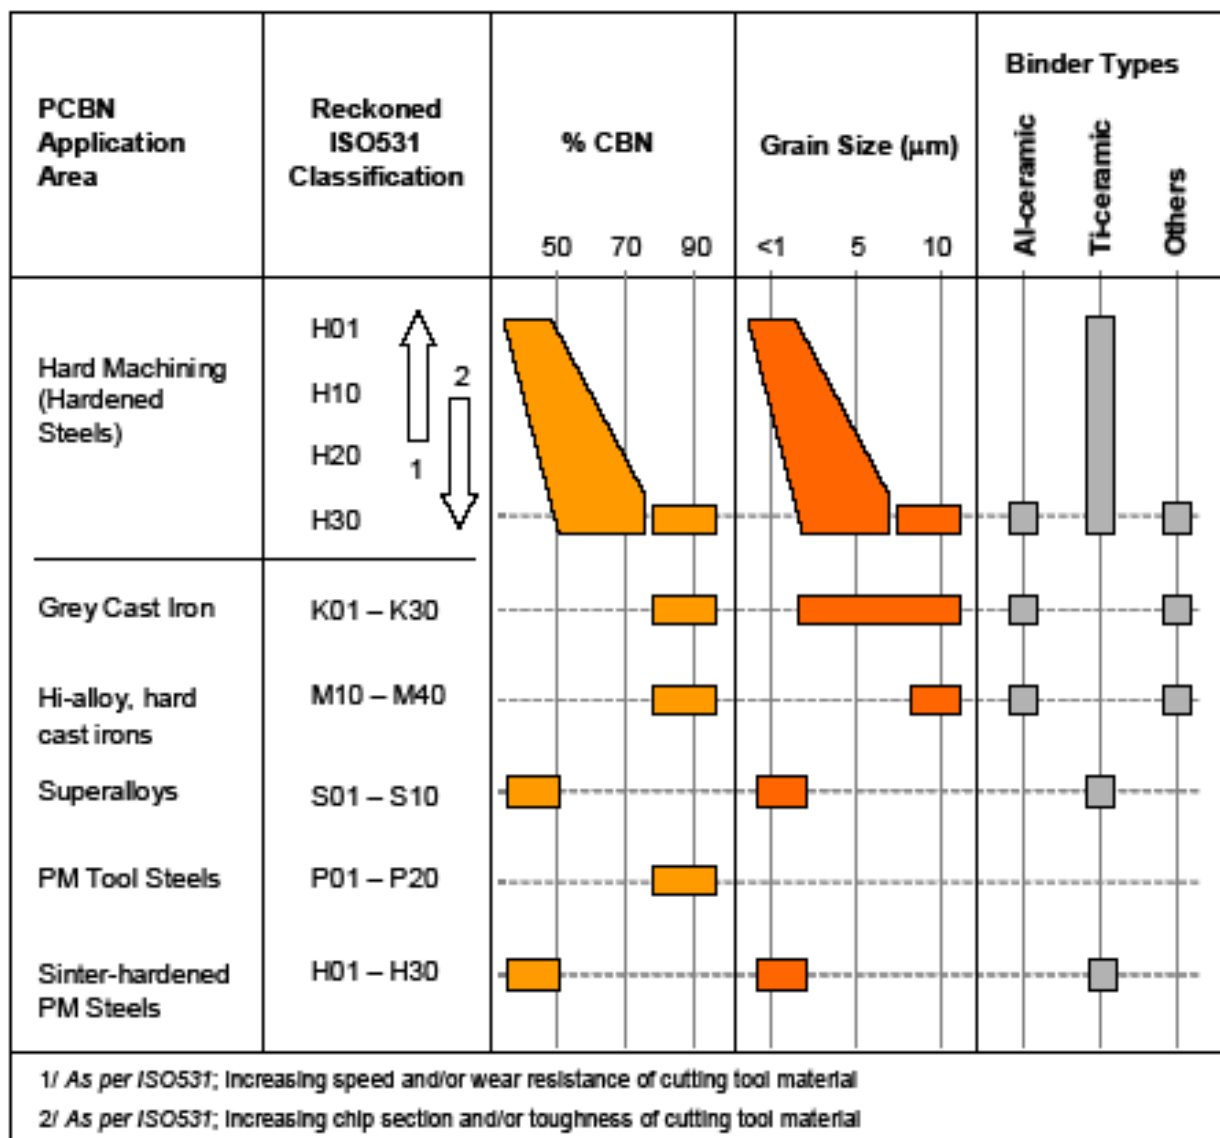 PCBN
Application
Area
Reckoned
ISO531
Classification
% CBN
50 70 90
Grain Size (µm)
<1 5 10
Binder Types
Al-ceramic
Ti-ceramic
Others
Hard Machining
(Hardened
Steels)
H01
H10
H20
H30
2
1
Grey Cast Iron
K01 – K30
Hi-alloy, hard
cast irons
M10 – M40
Superalloys
S01 – S10
PM Tool Steels
P01 – P20
Sinter-hardened
PM Steels
H01 – H30
1/ As per ISO531; Increasing speed and/or wear resistance of cutting tool material
2/ As per ISO531; Increasing chip section and/or toughness of cutting tool material